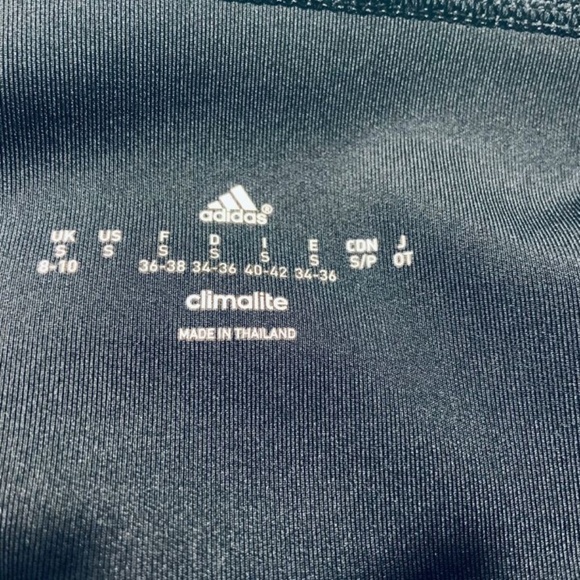 adidas®
UK US F D I E CDN J
S S S S S S S/P OT
8-10 36-38 34-36 40-42 34-36
climalite
MADE IN THAILAND